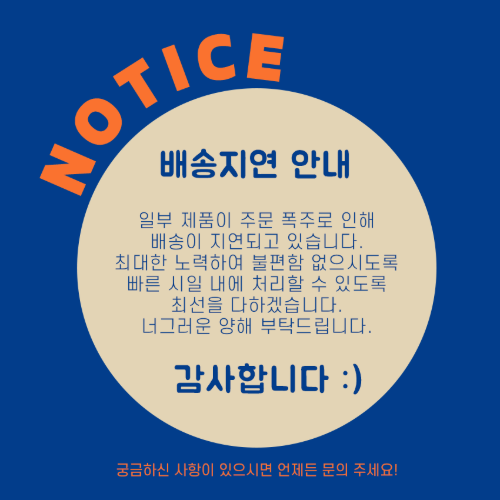 NOTICE
배송지연 안내
일부 제품이 주문 폭주로 인해
배송이 지연되고 있습니다.
최대한 노력하여 불편함 없으시도록
빠른 시일 내에 처리할 수 있도록
최선을 다하겠습니다.
너그러운 양해 부탁드립니다.
감사합니다 :)
궁금하신 사항이 있으시면 언제든 문의 주세요!